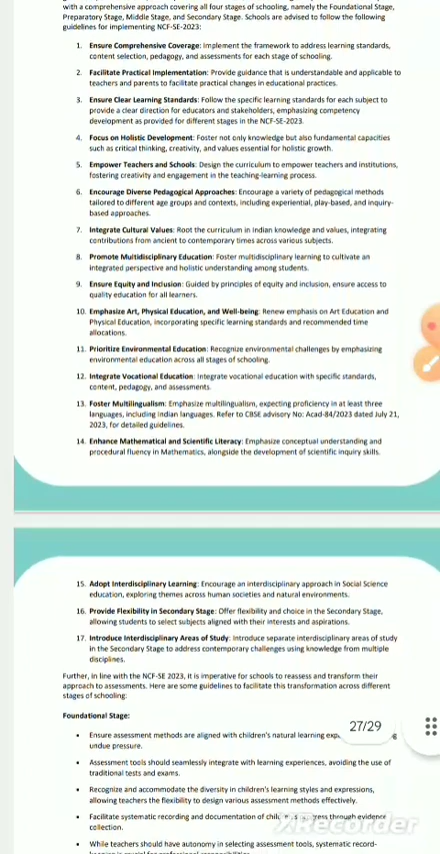 with a comprehensive approach covering all four stages of schooling, namely the Foundational Stage,
Preparatory Stage, Middle Stage, and Secondary Stage. Schools are advised to follow the following
guidelines for implementing NCF-SE-2023:
1. Ensure Comprehensive Coverage: Implement the framework to address learning standards,
content selection, pedagogy, and assessments for each stage of schooling.
2. Facilitate Practical Implementation: Provide guidance that is understandable and applicable to
teachers and parents to facilitate practical changes in educational practices.
3. Ensure Clear Learning Standards: Follow the specific learning standards for each subject to
provide a clear direction for educators and stakeholders, emphasizing competency
development as provided for different stages in the NCF-SE-2023.
4. Focus on Holistic Development: Foster not only knowledge but also fundamental capacities
such as critical thinking, creativity, and values essential for holistic growth.
5. Empower Teachers and Schools: Design the curriculum to empower teachers and institutions,
fostering creativity and engagement in the teaching-learning process.
6. Encourage Diverse Pedagogical Approaches: Encourage a variety of pedagogical methods
tailored to different age groups and contexts, including experiential, play-based, and inquiry-
based approaches.
7. Integrate Cultural Values: Root the curriculum in Indian knowledge and values, integrating
contributions from ancient to contemporary times across various subjects.
8. Promote Multidisciplinary Education: Foster multidisciplinary learning to cultivate an
integrated perspective and holistic understanding among students.
9. Ensure Equity and Inclusion: Guided by principles of equity and inclusion, ensure access to
quality education for all learners.
10. Emphasize Art, Physical Education, and Well-being: Renew emphasis on Art Education and
Physical Education, incorporating specific learning standards and recommended time
allocations.
11. Prioritize Environmental Education: Recognize environmental challenges by emphasizing
environmental education across all stages of schooling.
12. Integrate Vocational Education: Integrate vocational education with specific standards,
content, pedagogy, and assessments.
13. Foster Multilingualism: Emphasize multilingualism, expecting proficiency in at least three
languages, including Indian languages. Refer to CBSE advisory No: Acad-84/2023 dated July 21,
2023, for detailed guidelines.
14. Enhance Mathematical and Scientific Literacy: Emphasize conceptual understanding and
procedural fluency in Mathematics, alongside the development of scientific inquiry skills.
15. Adopt Interdisciplinary Learning: Encourage an interdisciplinary approach in Social Science
education, exploring themes across human societies and natural environments.
16. Provide Flexibility in Secondary Stage: Offer flexibility and choice in the Secondary Stage,
allowing students to select subjects aligned with their interests and aspirations.
17. Introduce Interdisciplinary Areas of Study: Introduce separate interdisciplinary areas of study
in the Secondary Stage to address contemporary challenges using knowledge from multiple
disciplines.
Further, in line with the NCF-SE 2023, it is imperative for schools to reassess and transform their
approach to assessments. Here are some guidelines to facilitate this transformation across different
stages of schooling:
Foundational Stage:
27/29
• Ensure assessment methods are aligned with children's natural learning
undue pressure.
• Assessment tools should seamlessly integrate with learning experiences, avoiding the use of
traditional tests and exams.
• Recognize and accommodate the diversity in children's learning styles and expressions,
allowing teachers the flexibility to design various assessment methods effectively.
• Facilitate systematic recording and documentation of through evidence
collection.
XRecorder
• While teachers should have autonomy in selecting assessment tools, systematic record-